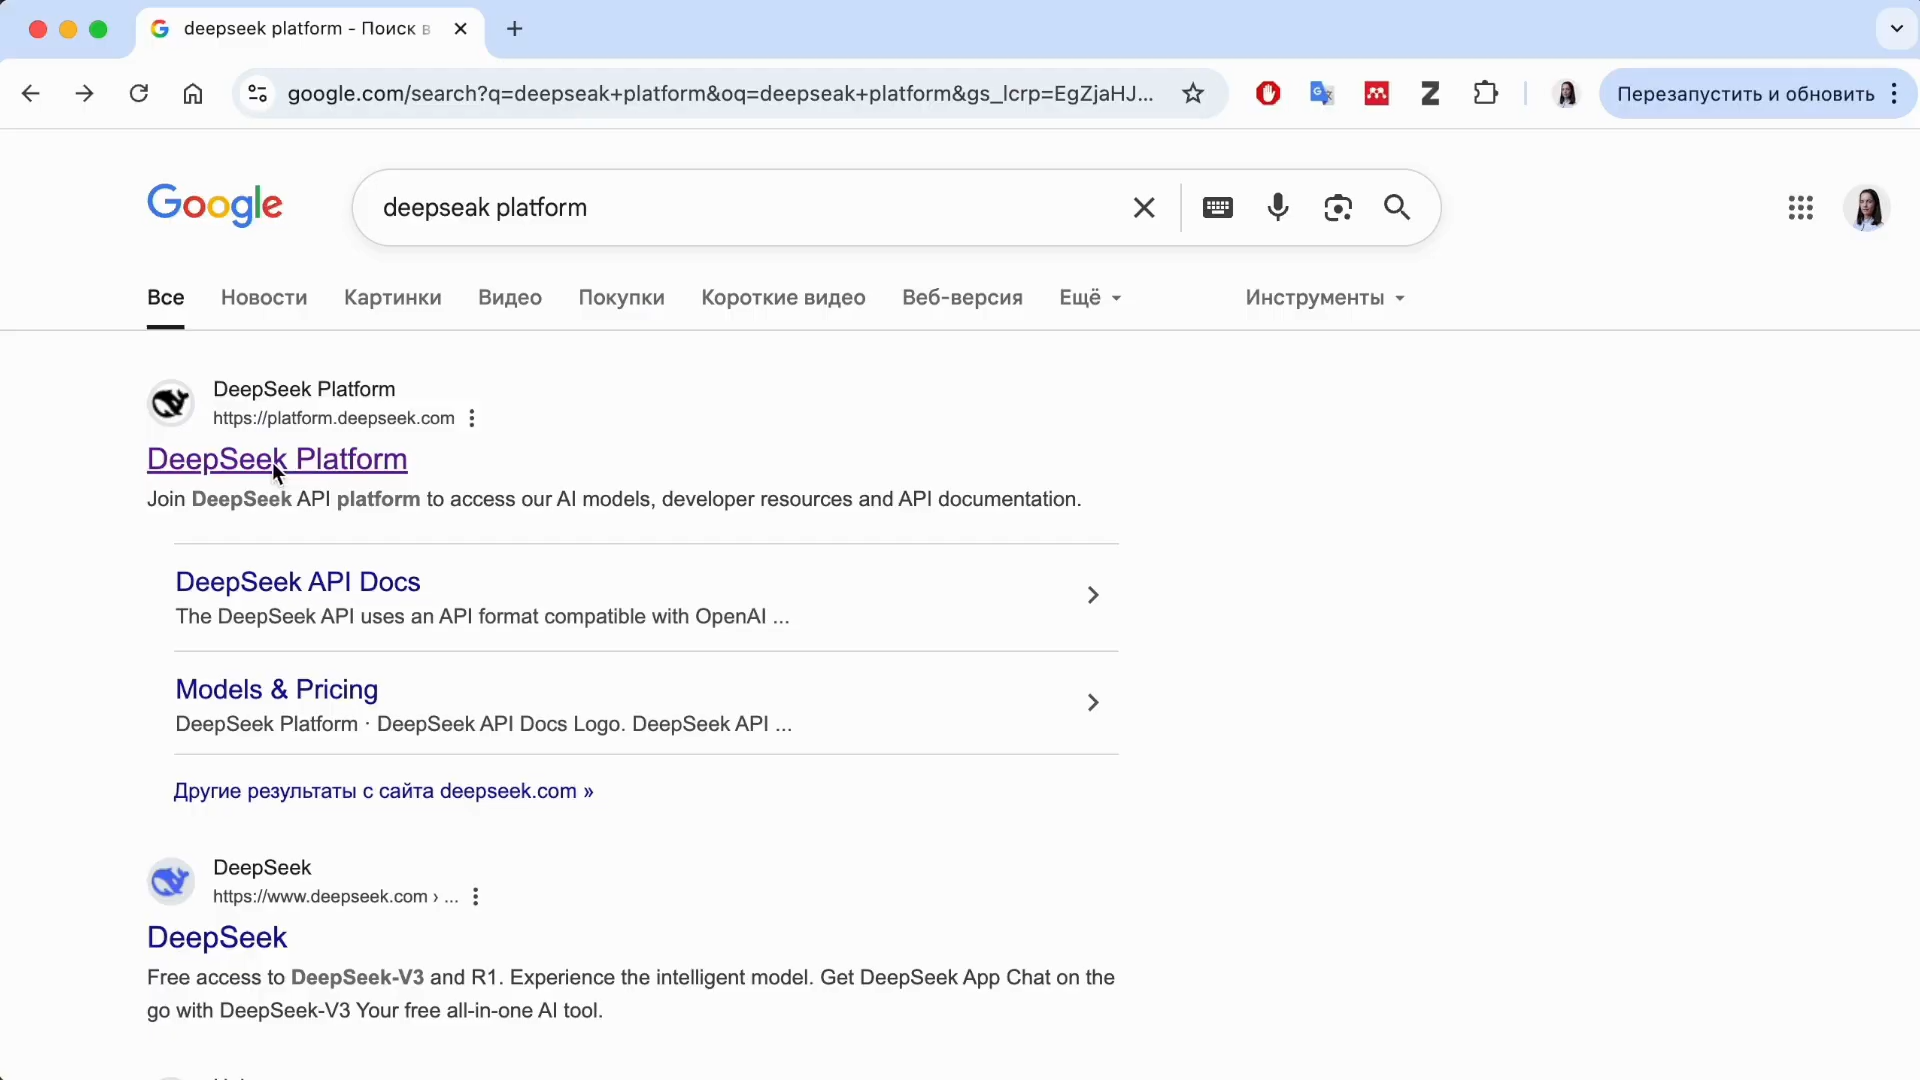 deepseek platform - Поиск в
google.com/search?q=deepseak+platform&oq=deepseak+platform&gs_lcrp=EgZjaHJ...
Перезапустить и обновить
Google
deepseak platform
Все Новости Картинки Видео Покупки Короткие видео Веб-версия Ещё Инструменты
DeepSeek Platform
https://platform.deepseek.com
DeepSeek Platform
Join DeepSeek API platform to access our AI models, developer resources and API documentation.
DeepSeek API Docs
The DeepSeek API uses an API format compatible with OpenAI ...
Models & Pricing
DeepSeek Platform · DeepSeek API Docs Logo. DeepSeek API ...
Другие результаты с сайта deepseek.com »
DeepSeek
https://www.deepseek.com › ...
DeepSeek
Free access to DeepSeek-V3 and R1. Experience the intelligent model. Get DeepSeek App Chat on the
go with DeepSeek-V3 Your free all-in-one AI tool.